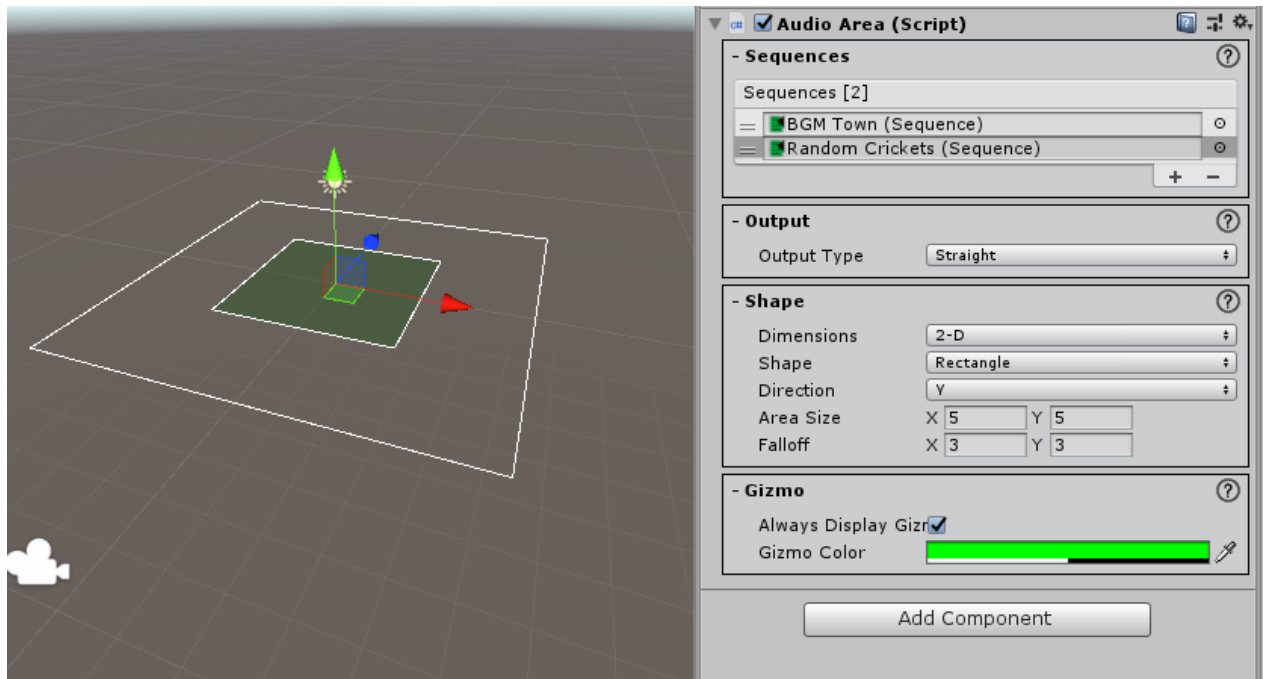 Audio Area (Script)
- Sequences
Sequences [2]
BGM Town (Sequence)
Random Crickets (Sequence)
+ −
- Output
Output Type Straight
- Shape
Dimensions 2-D
Shape Rectangle
Direction Y
Area Size X 5 Y 5
Falloff X 3 Y 3
- Gizmo
Always Display Gizr
Gizmo Color
Add Component